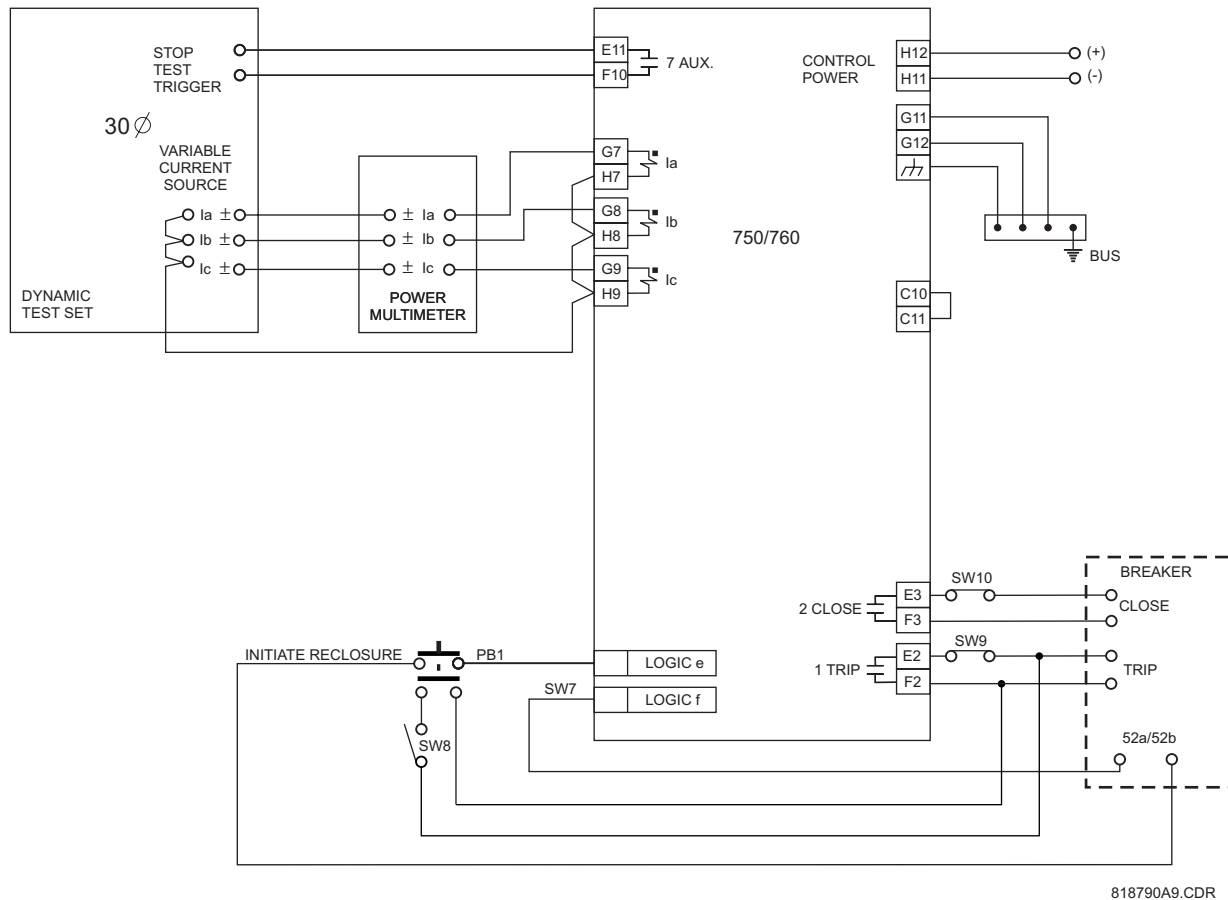 STOP
TEST
TRIGGER
30∅
VARIABLE
CURRENT
SOURCE
Ia ±
Ib ±
Ic ±
DYNAMIC
TEST SET
± Ia
± Ib
± Ic
POWER
MULTIMETER
E11
F10
7 AUX.
G7
H7
Ia
G8
H8
Ib
G9
H9
Ic
750/760
CONTROL
POWER
H12
H11
(+)
(-)
G11
G12
BUS
C10
C11
2 CLOSE
E3
F3
SW10
1 TRIP
E2
F2
SW9
BREAKER
CLOSE
TRIP
52a/52b
INITIATE RECLOSURE
PB1
LOGIC e
SW7
LOGIC f
SW8
818790A9.CDR